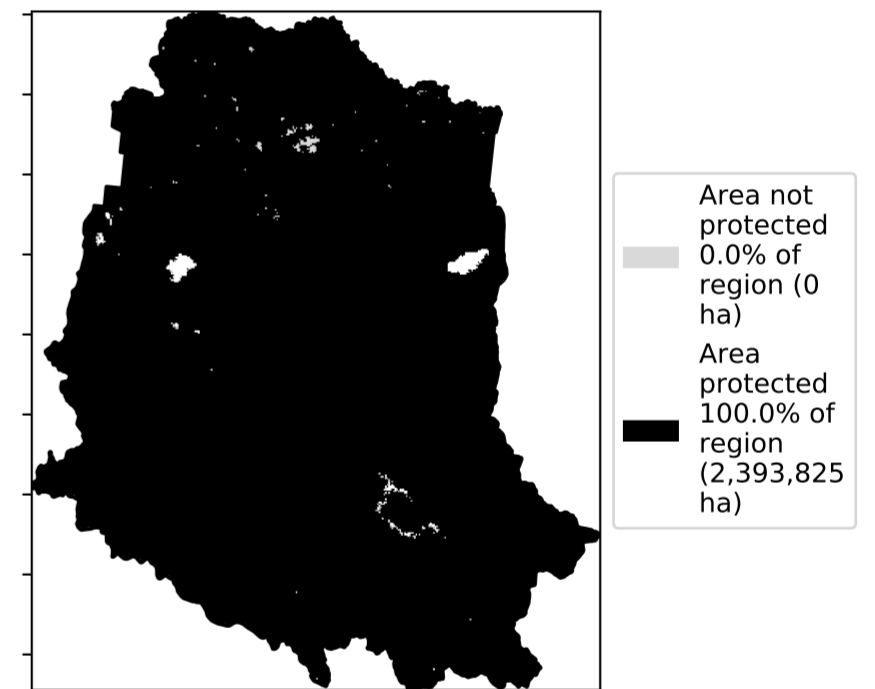 Area not
protected
0.0% of
region (0
ha)
Area
protected
100.0% of
region
(2,393,825
ha)